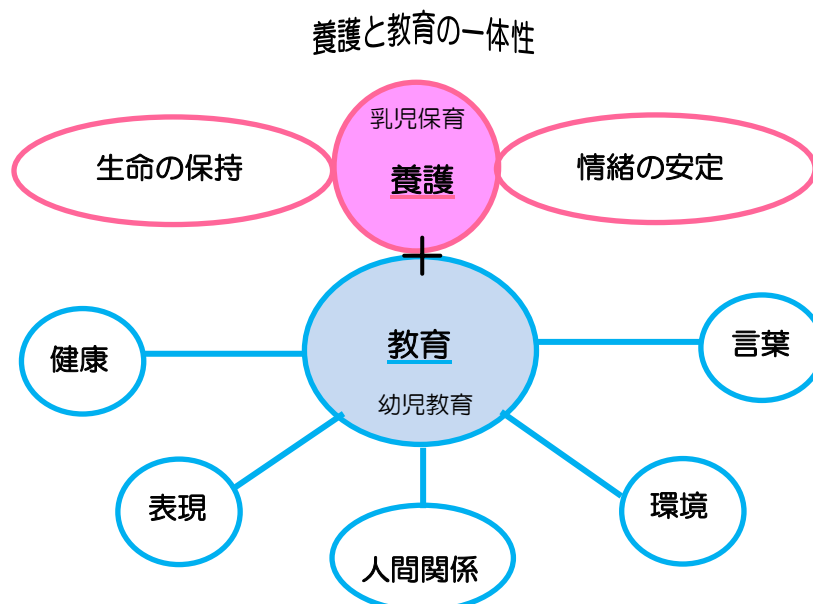 養護と教育の一体性
乳児保育
生命の保持
養護
情緒の安定
+
健康
教育
言葉
幼児教育
表現
環境
人間関係